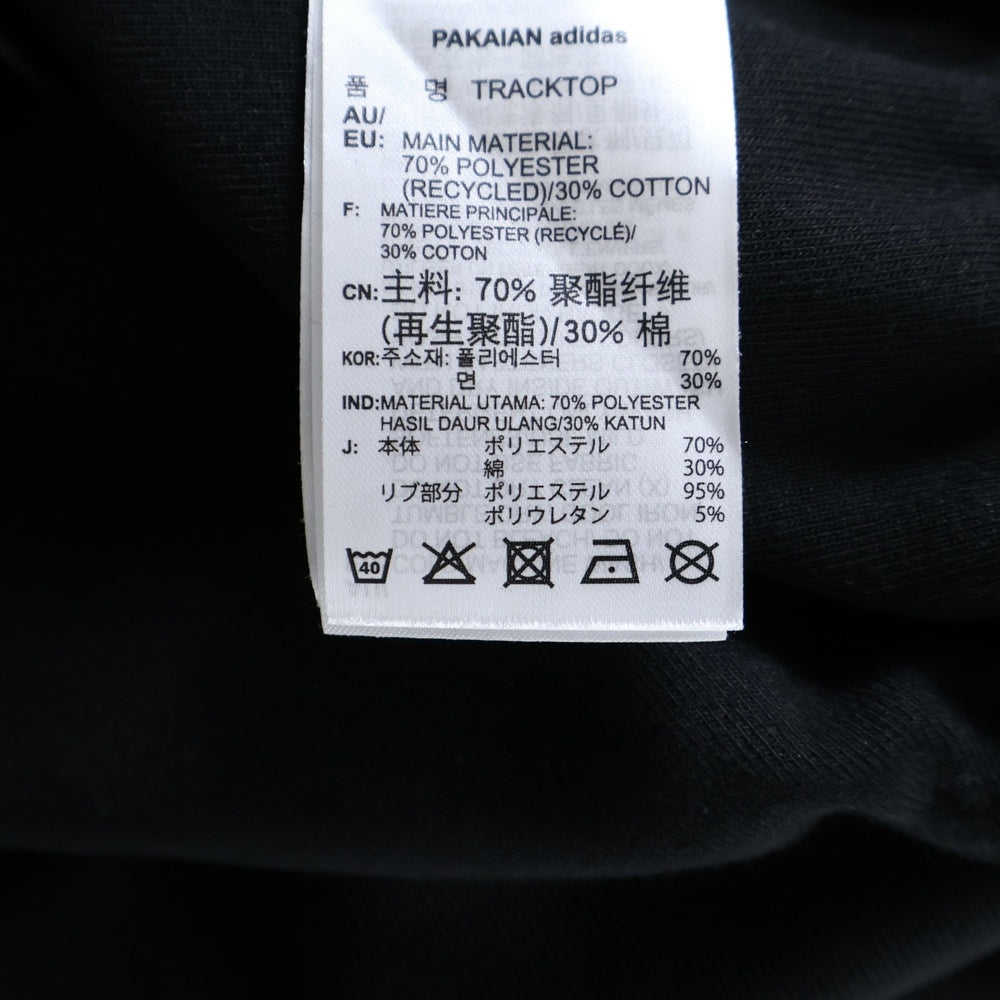 PAKAIAN adidas
품 명 TRACKTOP
AU/
EU: MAIN MATERIAL:
70% POLYESTER
(RECYCLED)/30% COTTON
F: MATIERE PRINCIPALE:
70% POLYESTER (RECYCLÉ)/
30% COTON
CN:主料: 70% 聚酯纤维
(再生聚酯)/30% 棉
KOR:주소재: 폴리에스터 70%
면 30%
IND:MATERIAL UTAMA: 70% POLYESTER
HASIL DAUR ULANG/30% KATUN
J: 本体 ポリエステル 70%
綿 30%
リブ部分 ポリエステル 95%
ポリウレタン 5%
40